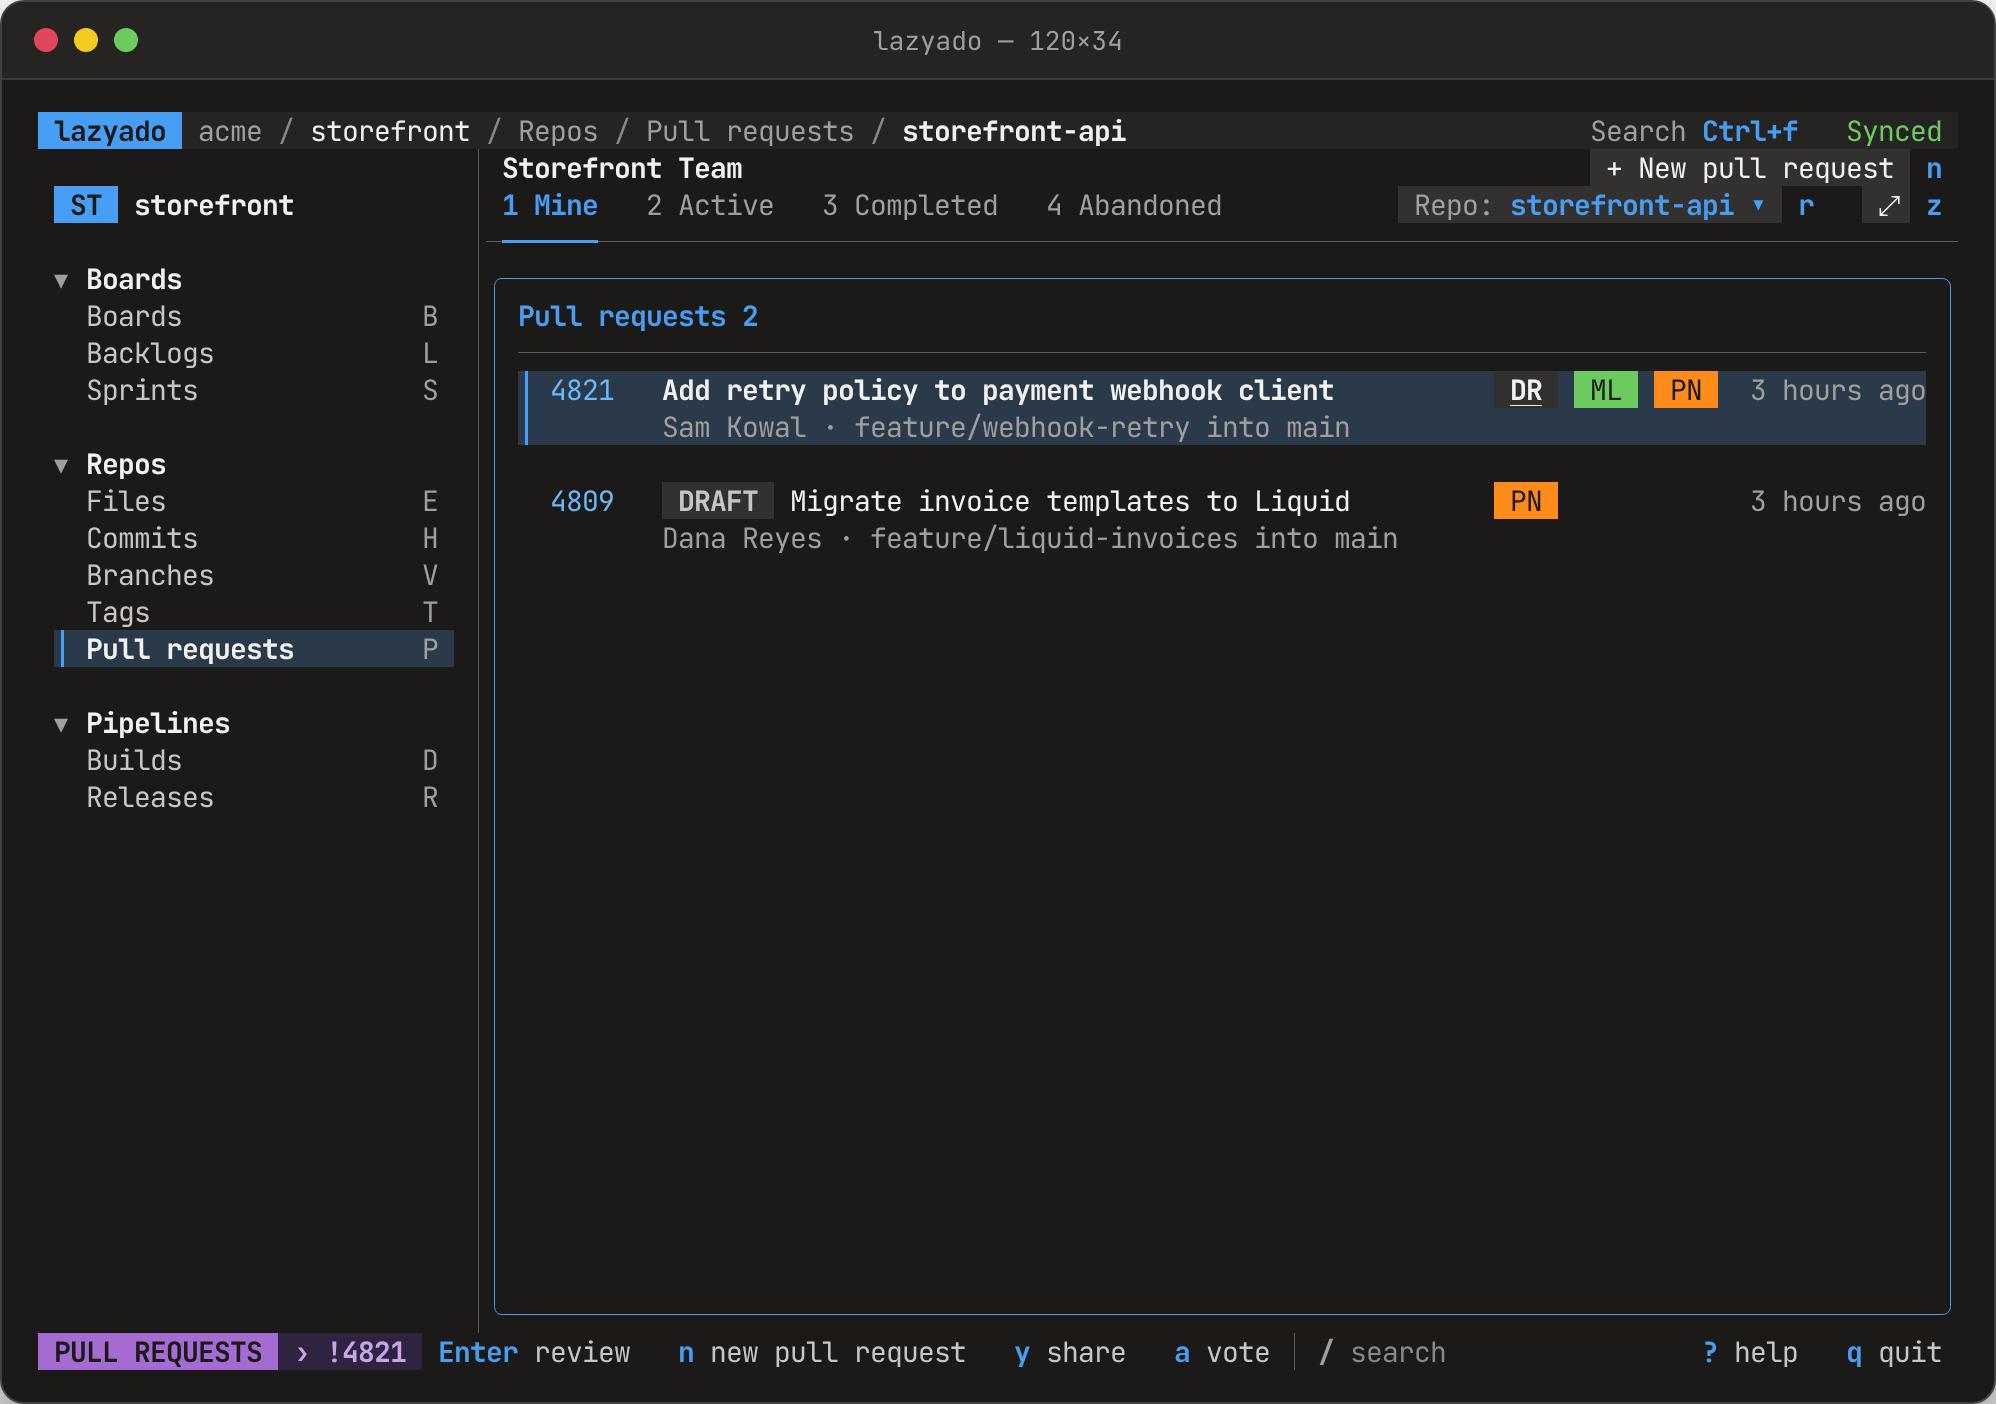 lazyado — 120×34
lazyado acme / storefront / Repos / Pull requests / storefront-api Search Ctrl+f Synced
Storefront Team + New pull request n
ST storefront
1 Mine 2 Active 3 Completed 4 Abandoned Repo: storefront-api ▾ r ⤢ z
▼ Boards
Boards B
Backlogs L
Sprints S
▼ Repos
Files E
Commits H
Branches V
Tags T
Pull requests P
▼ Pipelines
Builds D
Releases R
Pull requests 2
4821 Add retry policy to payment webhook client DR ML PN 3 hours ago
Sam Kowal · feature/webhook-retry into main
4809 DRAFT Migrate invoice templates to Liquid PN 3 hours ago
Dana Reyes · feature/liquid-invoices into main
PULL REQUESTS › !4821 Enter review n new pull request y share a vote / search ? help q quit